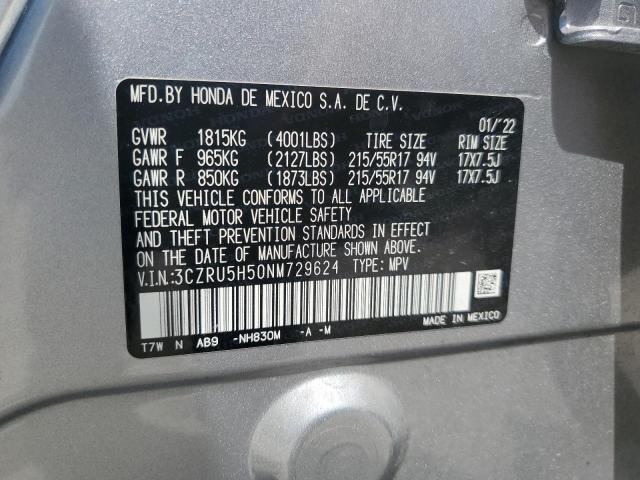 MFD.BY HONDA DE MEXICO S.A. DE C.V.
01/'22
GVWR 1815KG (4001LBS) TIRE SIZE RIM SIZE
GAWR F 965KG (2127LBS) 215/55R17 94V 17X7.5J
GAWR R 850KG (1873LBS) 215/55R17 94V 17X7.5J
THIS VEHICLE CONFORMS TO ALL APPLICABLE
FEDERAL MOTOR VEHICLE SAFETY
AND THEFT PREVENTION STANDARDS IN EFFECT
ON THE DATE OF MANUFACTURE SHOWN ABOVE.
V.I.N.:3CZRU5H50NM729624 TYPE: MPV
MADE IN MEXICO
T7W N AB9 -NH830M -A -M